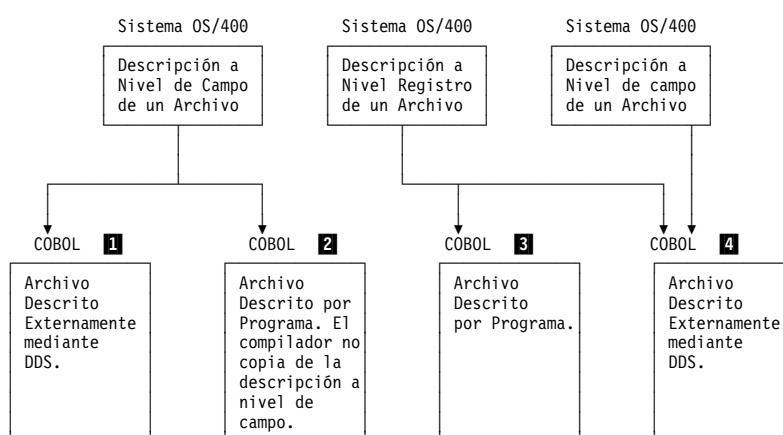 Sistema OS/400
Sistema OS/400
Sistema OS/400
Descripción a
Nivel de Campo
de un Archivo
Descripción a
Nivel Registro
de un Archivo
Descripción a
Nivel de campo
de un Archivo
COBOL 1
COBOL 2
COBOL 3
COBOL 4
Archivo
Descrito
Externamente
mediante
DDS.
Archivo
Descrito por
Programa. El
compilador no
copia de la
descripción a
nivel de
campo.
Archivo
Descrito
por Programa.
Archivo
Descrito
Externamente
mediante
DDS.